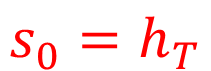 s₀ = h_T